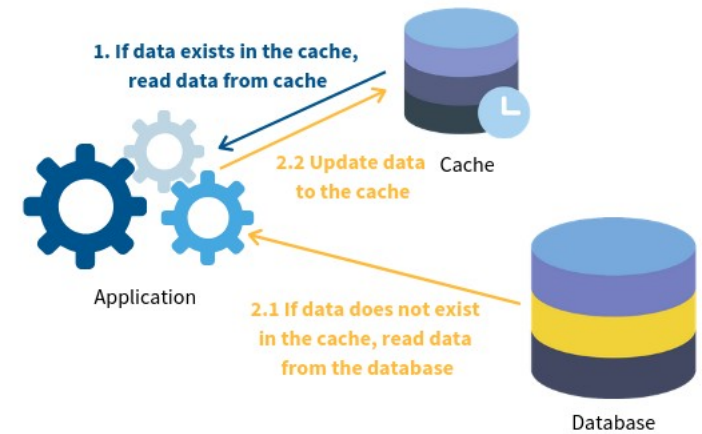 1. If data exists in the cache,
read data from cache
2.2 Update data
to the cache
Cache
Application
2.1 If data does not exist
in the cache, read data
from the database
Database